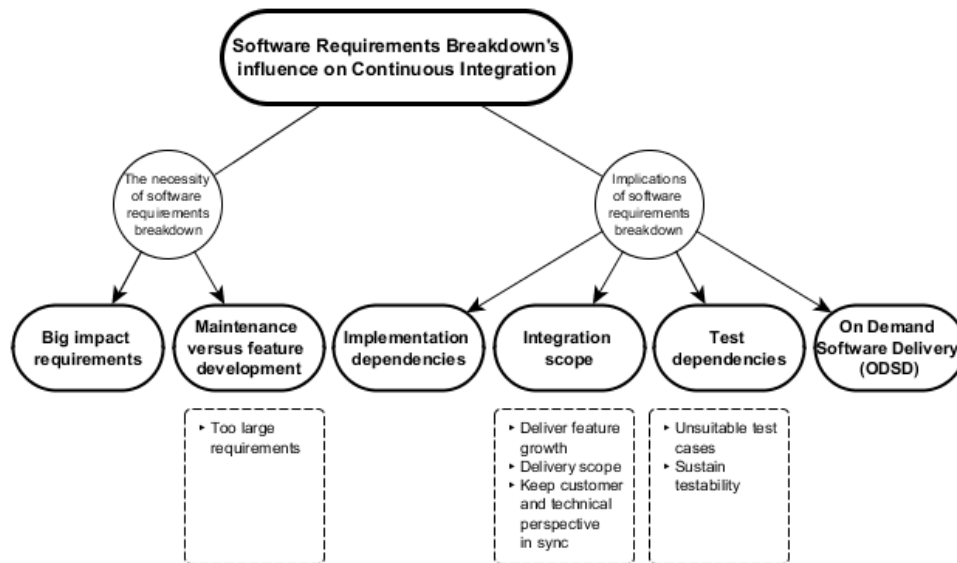 Software Requirements Breakdown's
influence on Continuous Integration
The necessity
of software
requirements
breakdown
Implications
of software
requirements
breakdown
Big impact
requirements
Maintenance
versus feature
development
Implementation
dependencies
Integration
scope
Test
dependencies
On Demand
Software Delivery
(ODSD)
‣ Too large
requirements
‣ Deliver feature
growth
‣ Delivery scope
‣ Keep customer
and technical
perspective
in sync
‣ Unsuitable test
cases
‣ Sustain
testability